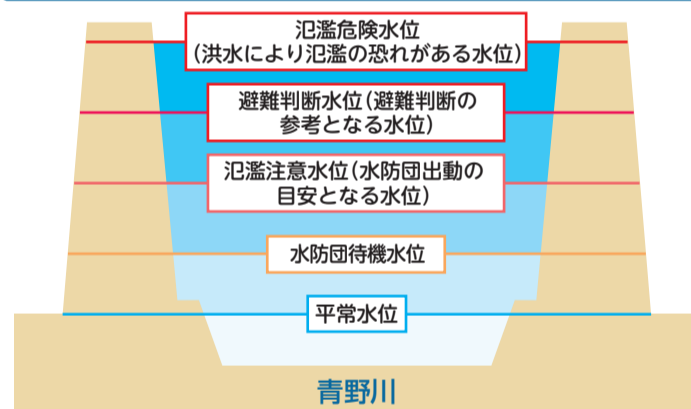 氾濫危険水位
(洪水により氾濫の恐れがある水位)
避難判断水位(避難判断の
参考となる水位)
氾濫注意水位(水防団出動の
目安となる水位)
水防団待機水位
平常水位
青野川